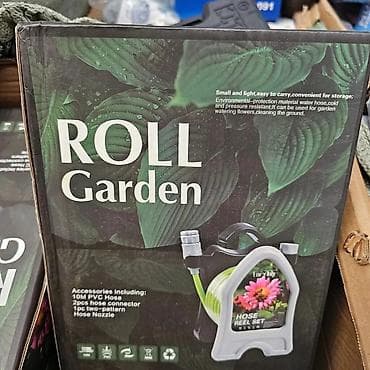 Small and light,easy to carry,convenient for storage:
Environmental-protection material water hose,cold
and pressure resistant.It can be used for garden
watering flowers,cleaning the ground.
ROLL
Garden
Accessories Including:
10M PVC Hose
2pcs hose connector
1pc two-pattarn
Hose Nozzle
HOSE
REEL SET